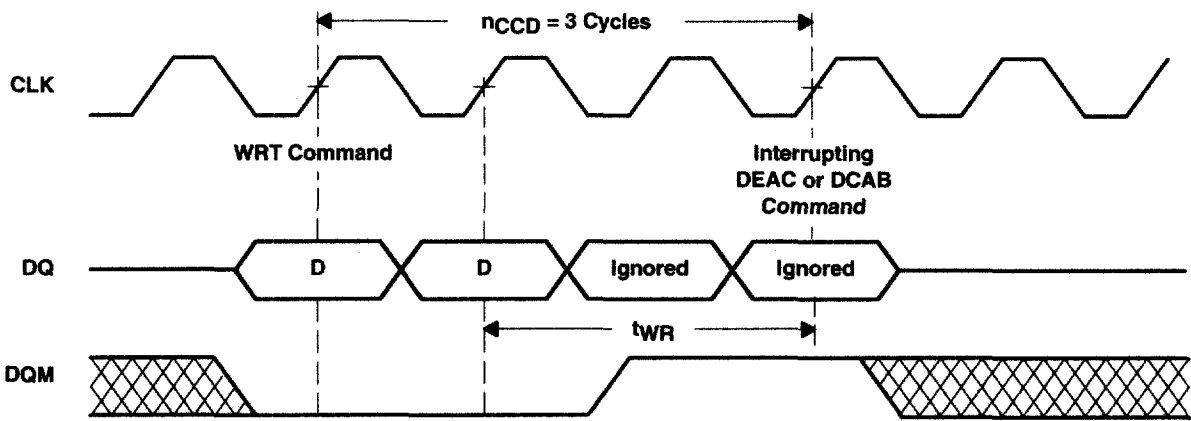 nCCD = 3 Cycles
CLK
WRT Command
Interrupting
DEAC or DCAB
Command
DQ
D
D
Ignored
Ignored
tWR
DQM